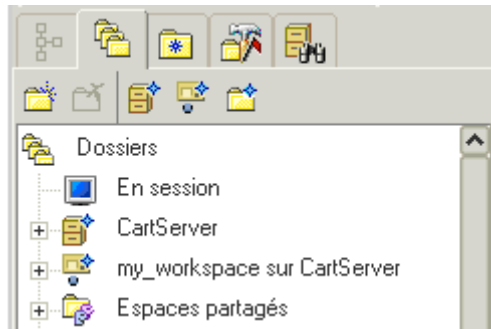 Dossiers
En session
CartServer
my_workspace sur CartServer
Espaces partagés